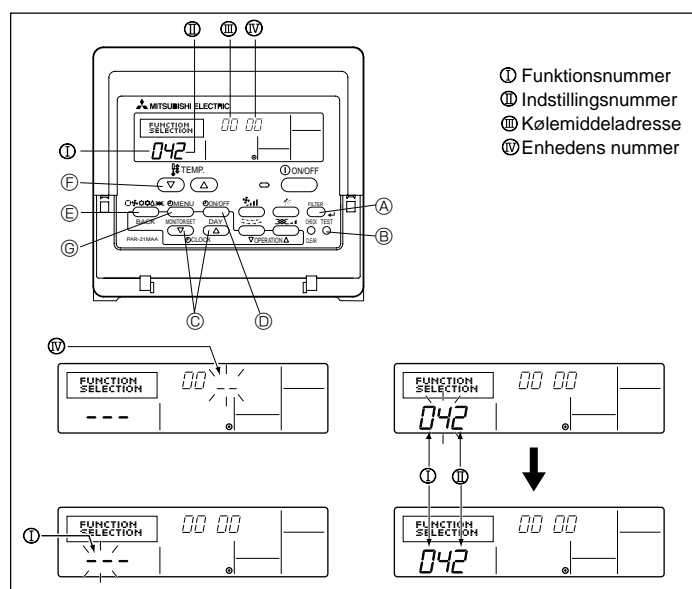 Ⓘ Ⓘ Ⓘ
Ⅱ Ⅲ Ⅳ
MITSUBISHI ELECTRIC
FUNCTION
SELECTION
00 00
Ⅰ
042
TEMP.
ON/OFF
Ⓕ
Ⓔ
MENU
ON/OFF
FILTER
Ⓐ
BACK
MONITOR/SET
DAY
CHECK TEST
Ⓖ
PAR-21MAA
CLOCK
OPERATION
CLEAR
Ⓑ
Ⓒ
Ⓓ
Ⅰ Funktionsnummer
Ⅱ Indstillingsnummer
Ⅲ Kølemiddeladresse
Ⅳ Enhedens nummer
Ⅳ
FUNCTION
SELECTION
00 --
---
FUNCTION
SELECTION
00 00
042
Ⅰ Ⅱ
Ⅰ
FUNCTION
SELECTION
00 00
---
FUNCTION
SELECTION
00 00
042